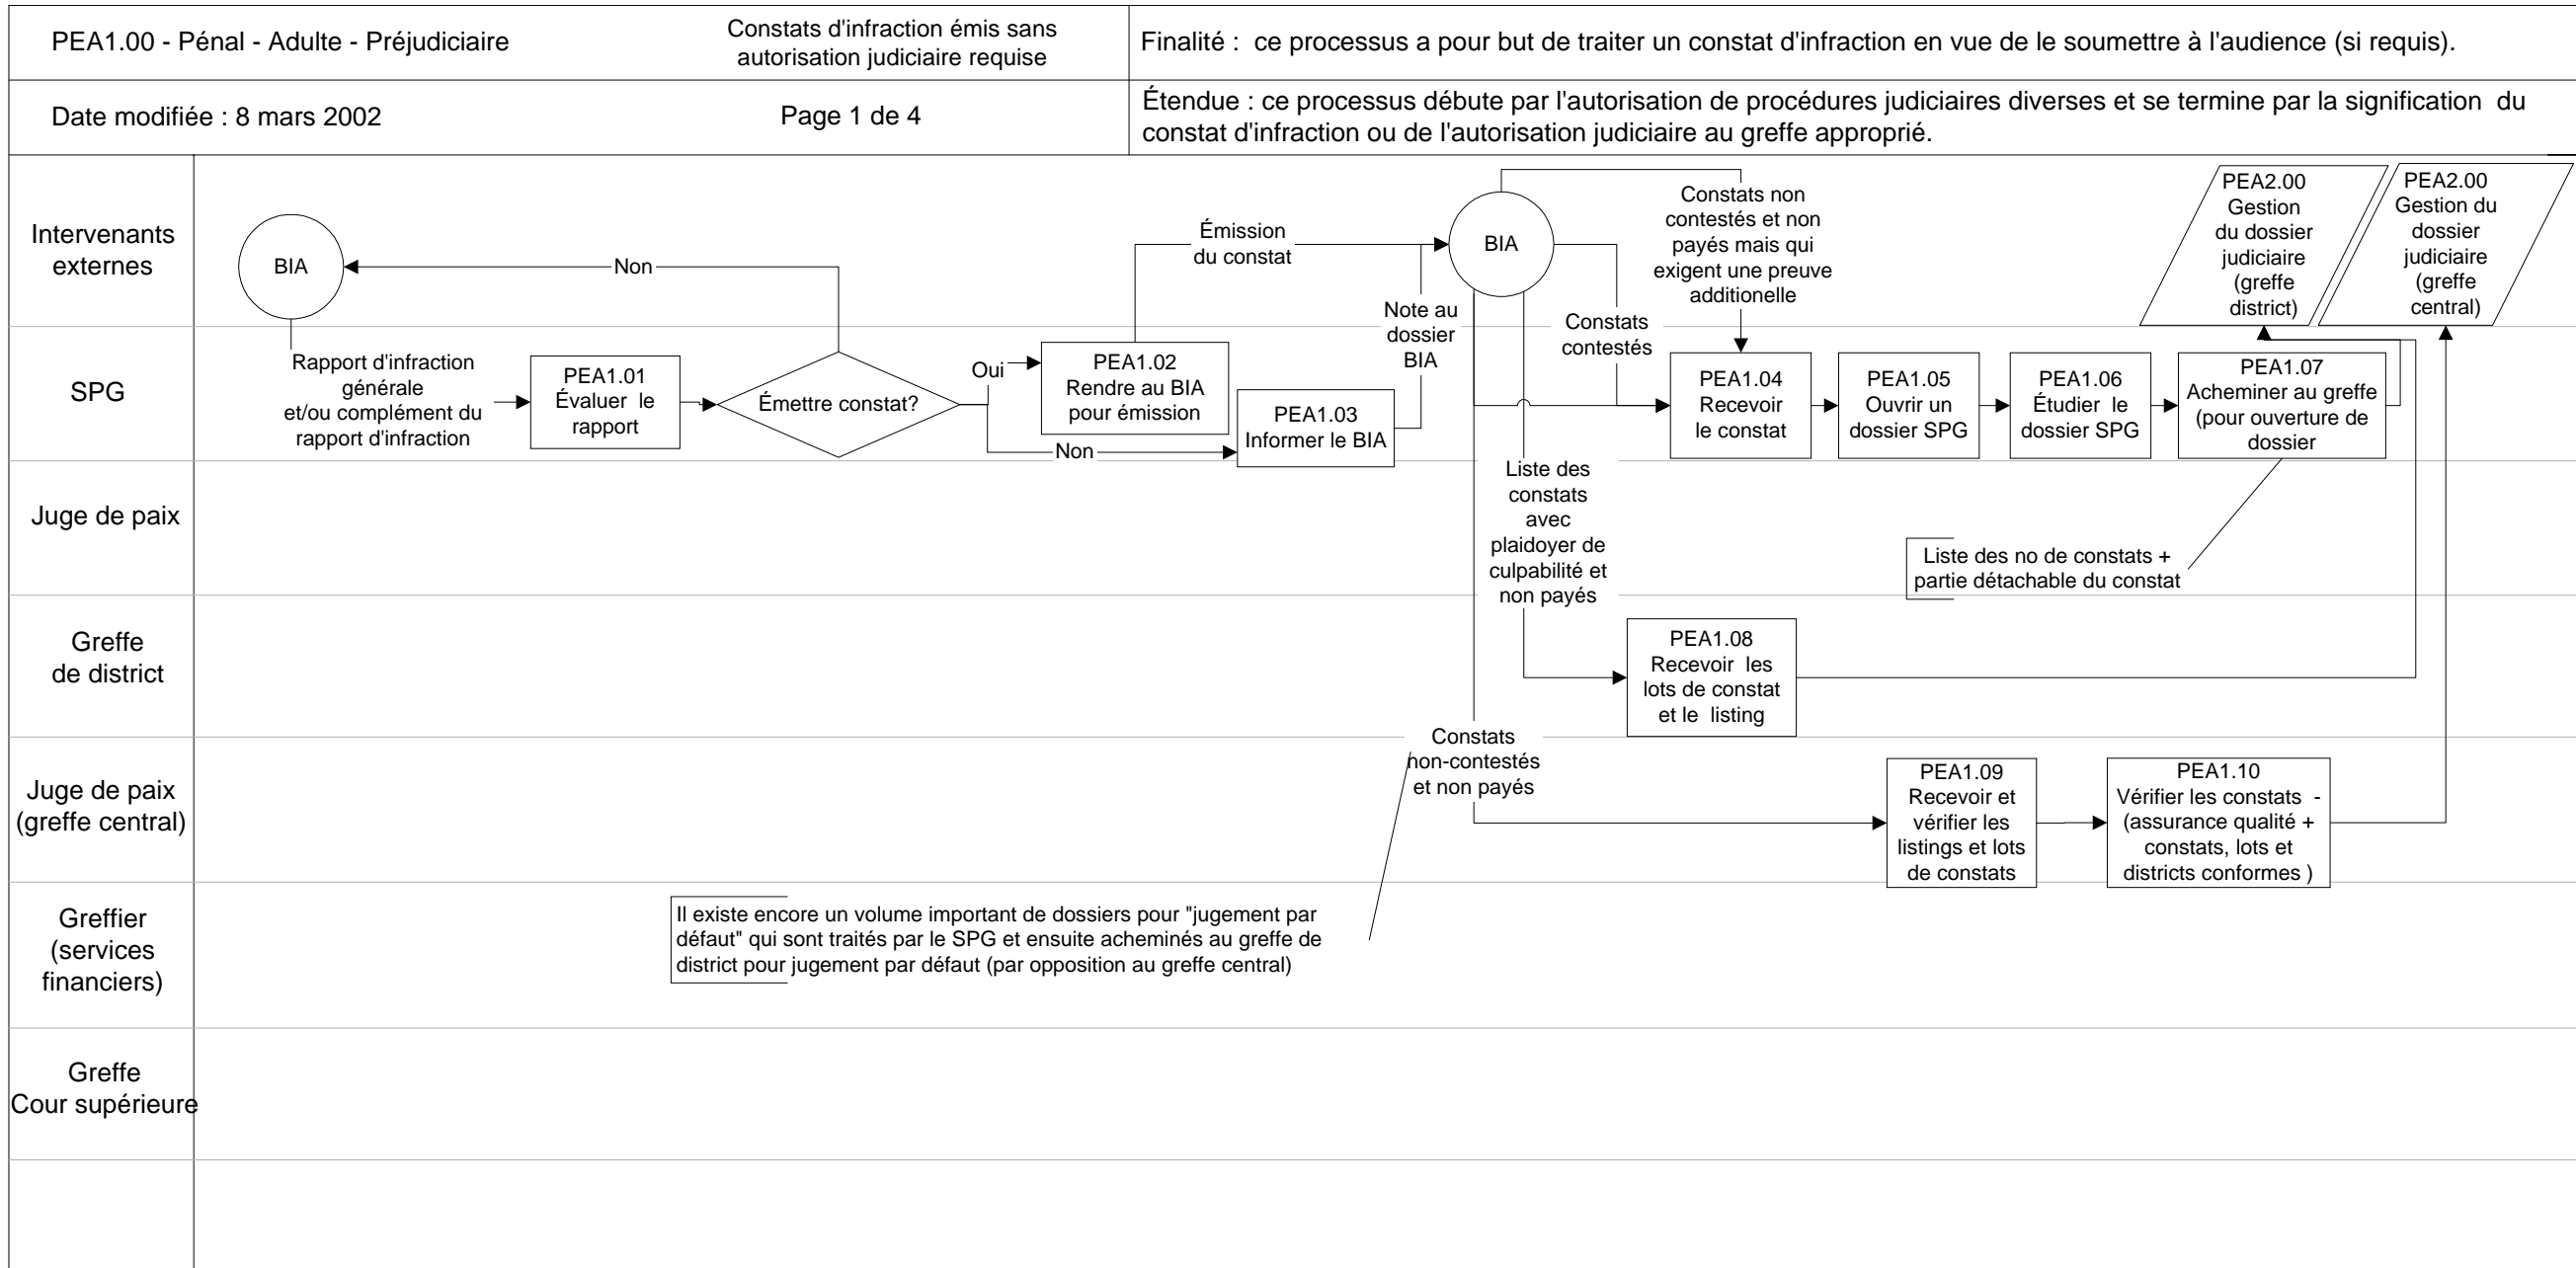 PEA1.00 - Pénal - Adulte - Préjudiciaire
Constats d'infraction émis sans
autorisation judiciaire requise
Finalité : ce processus a pour but de traiter un constat d'infraction en vue de le soumettre à l'audience (si requis).
Date modifiée : 8 mars 2002
Page 1 de 4
Étendue : ce processus débute par l'autorisation de procédures judiciaires diverses et se termine par la signification du
constat d'infraction ou de l'autorisation judiciaire au greffe approprié.
Intervenants
externes
BIA
Non
Émission
du constat
BIA
Constats non
contestés et non
payés mais qui
exigent une preuve
additionelle
PEA2.00
Gestion
du dossier
judiciaire
(greffe
district)
PEA2.00
Gestion du
dossier
judiciaire
(greffe
central)
Note au
dossier
BIA
Constats
contestés
SPG
Rapport d'infraction
générale
et/ou complément du
rapport d'infraction
PEA1.01
Évaluer le
rapport
Émettre constat?
Oui
Non
PEA1.02
Rendre au BIA
pour émission
PEA1.03
Informer le BIA
PEA1.04
Recevoir
le constat
PEA1.05
Ouvrir un
dossier SPG
PEA1.06
Étudier le
dossier SPG
PEA1.07
Acheminer au greffe
(pour ouverture de
dossier
Juge de paix
Liste des
constats
avec
plaidoyer de
culpabilité et
non payés
Liste des no de constats +
partie détachable du constat
Greffe
de district
PEA1.08
Recevoir les
lots de constat
et le listing
Juge de paix
(greffe central)
Constats
non-contestés
et non payés
PEA1.09
Recevoir et
vérifier les
listings et lots
de constats
PEA1.10
Vérifier les constats -
(assurance qualité +
constats, lots et
districts conformes )
Greffier
(services
financiers)
Il existe encore un volume important de dossiers pour "jugement par
défaut" qui sont traités par le SPG et ensuite acheminés au greffe de
district pour jugement par défaut (par opposition au greffe central)
Greffe
Cour supérieure